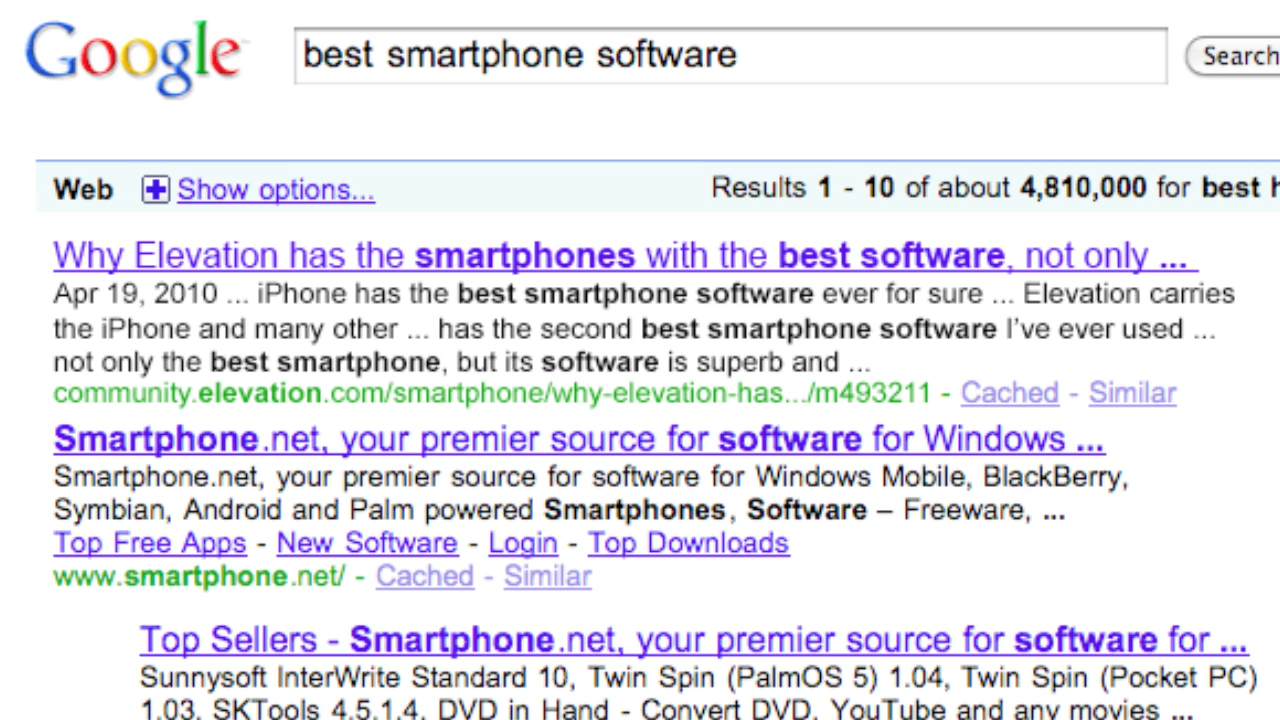 Google best smartphone software Search
Web Show options... Results 1 - 10 of about 4,810,000 for best
Why Elevation has the smartphones with the best software, not only ...
Apr 19, 2010 ... iPhone has the best smartphone software ever for sure ... Elevation carries
the iPhone and many other ... has the second best smartphone software I've ever used ...
not only the best smartphone, but its software is superb and ...
community.elevation.com/smartphone/why-elevation-has.../m493211 - Cached - Similar
Smartphone.net, your premier source for software for Windows ...
Smartphone.net, your premier source for software for Windows Mobile, BlackBerry,
Symbian, Android and Palm powered Smartphones, Software – Freeware, ...
Top Free Apps - New Software - Login - Top Downloads
www.smartphone.net/ - Cached - Similar
Top Sellers - Smartphone.net, your premier source for software for ...
Sunnysoft InterWrite Standard 10, Twin Spin (PalmOS 5) 1.04, Twin Spin (Pocket PC)
1.03, SKTools 4.5.1.4, DVD in Hand - Convert DVD, YouTube and any movies ...